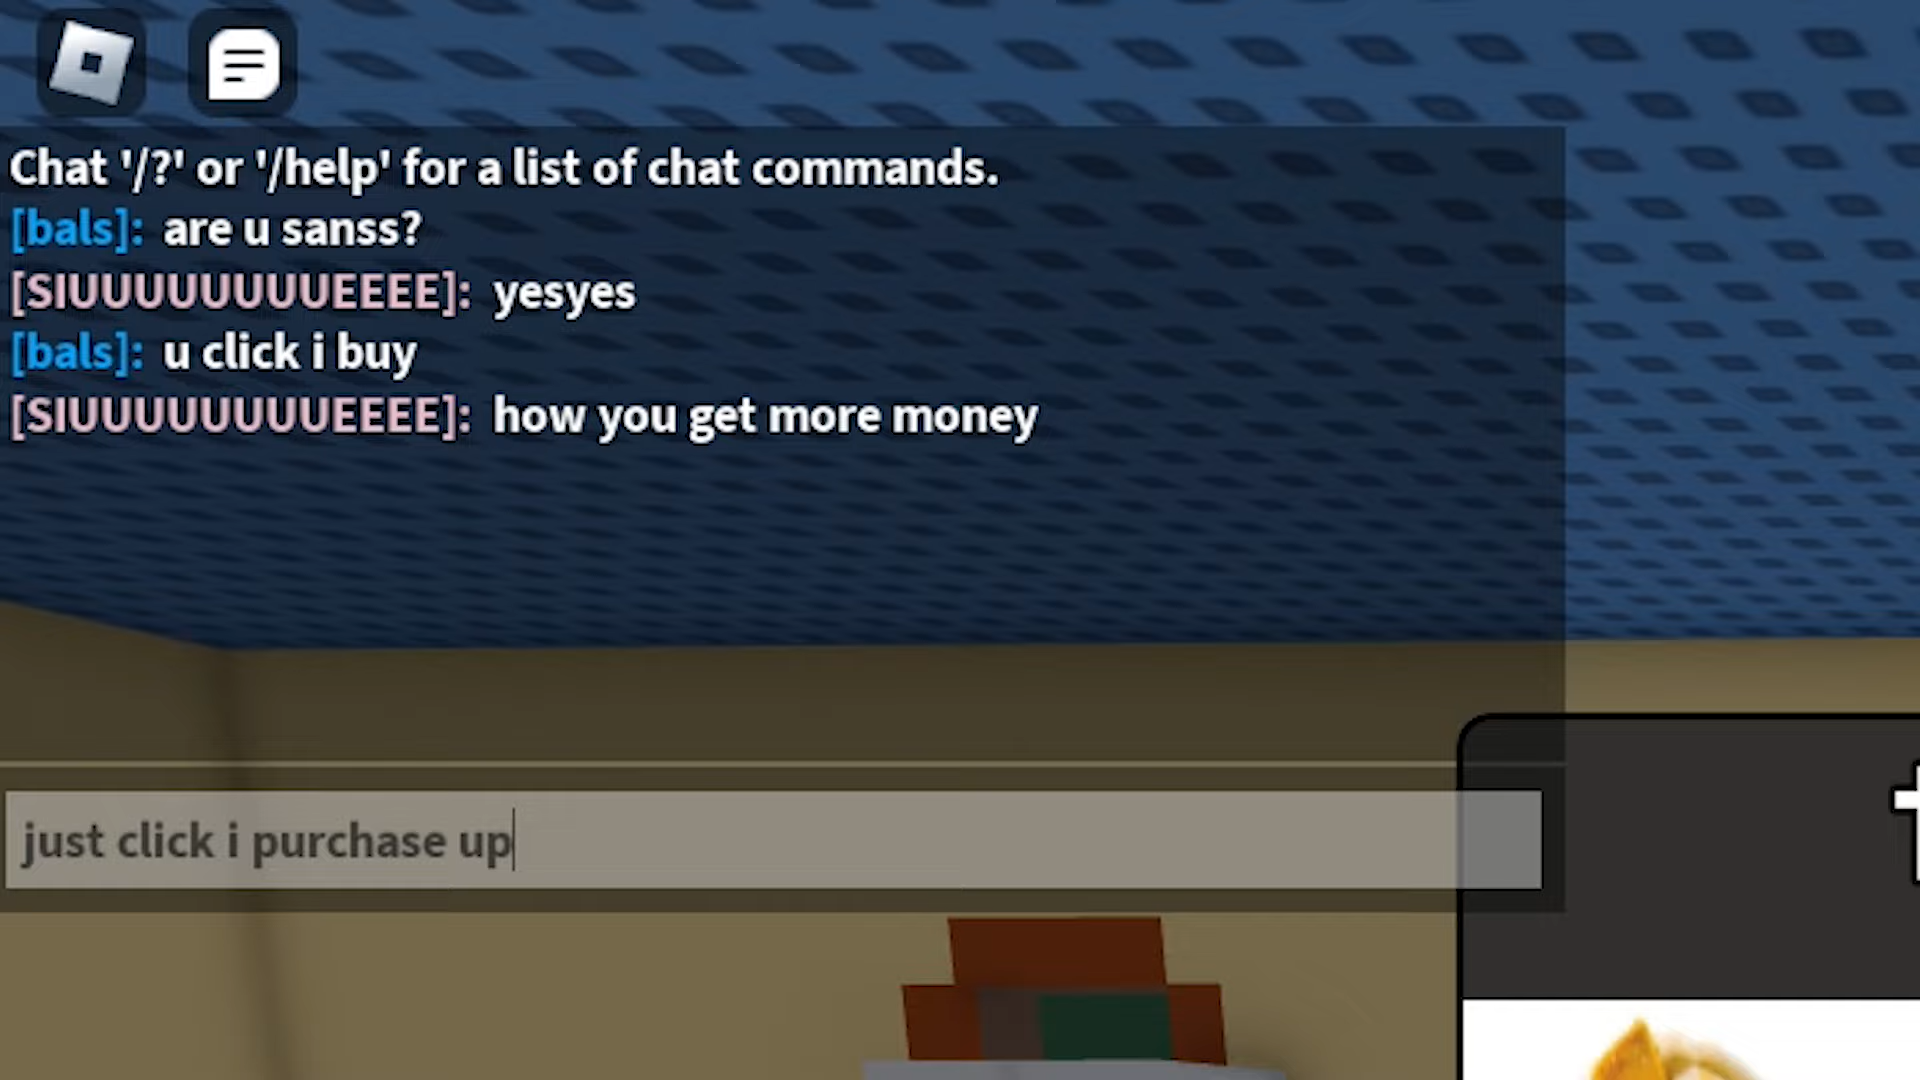 Chat '/?' or '/help' for a list of chat commands.
[bals]: are u sanss?
[SIUUUUUUUUEEEE]: yesyes
[bals]: u click i buy
[SIUUUUUUUUEEEE]: how you get more money
just click i purchase up